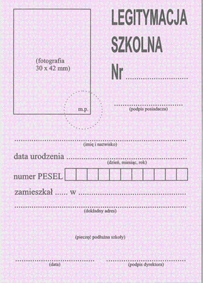 LEGITYMACJA
SZKOLNA
Nr ................
(fotografia
30 x 42 mm)
m.p.
(podpis posiadacza)
(imię i nazwisko)
data urodzenia ................
(dzień, miesiąc, rok)
numer PESEL
zamieszkał ...... w ................
(dokładny adres)
(pieczęć podłużna szkoły)
(data)
(podpis dyrektora)